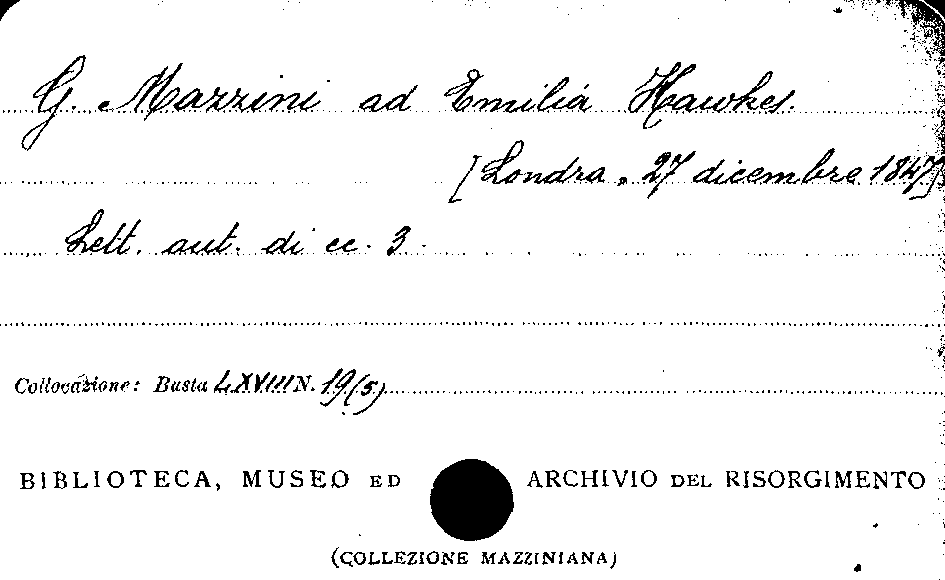 G. Mazzini ad Emilia Hawkes.
[Londra, 27 dicembre 1847]
Lett. aut. di cc. 3.
Collocazione: Busta LXVIII N. 19(5)
BIBLIOTECA, MUSEO ED ARCHIVIO DEL RISORGIMENTO
(COLLEZIONE MAZZINIANA)